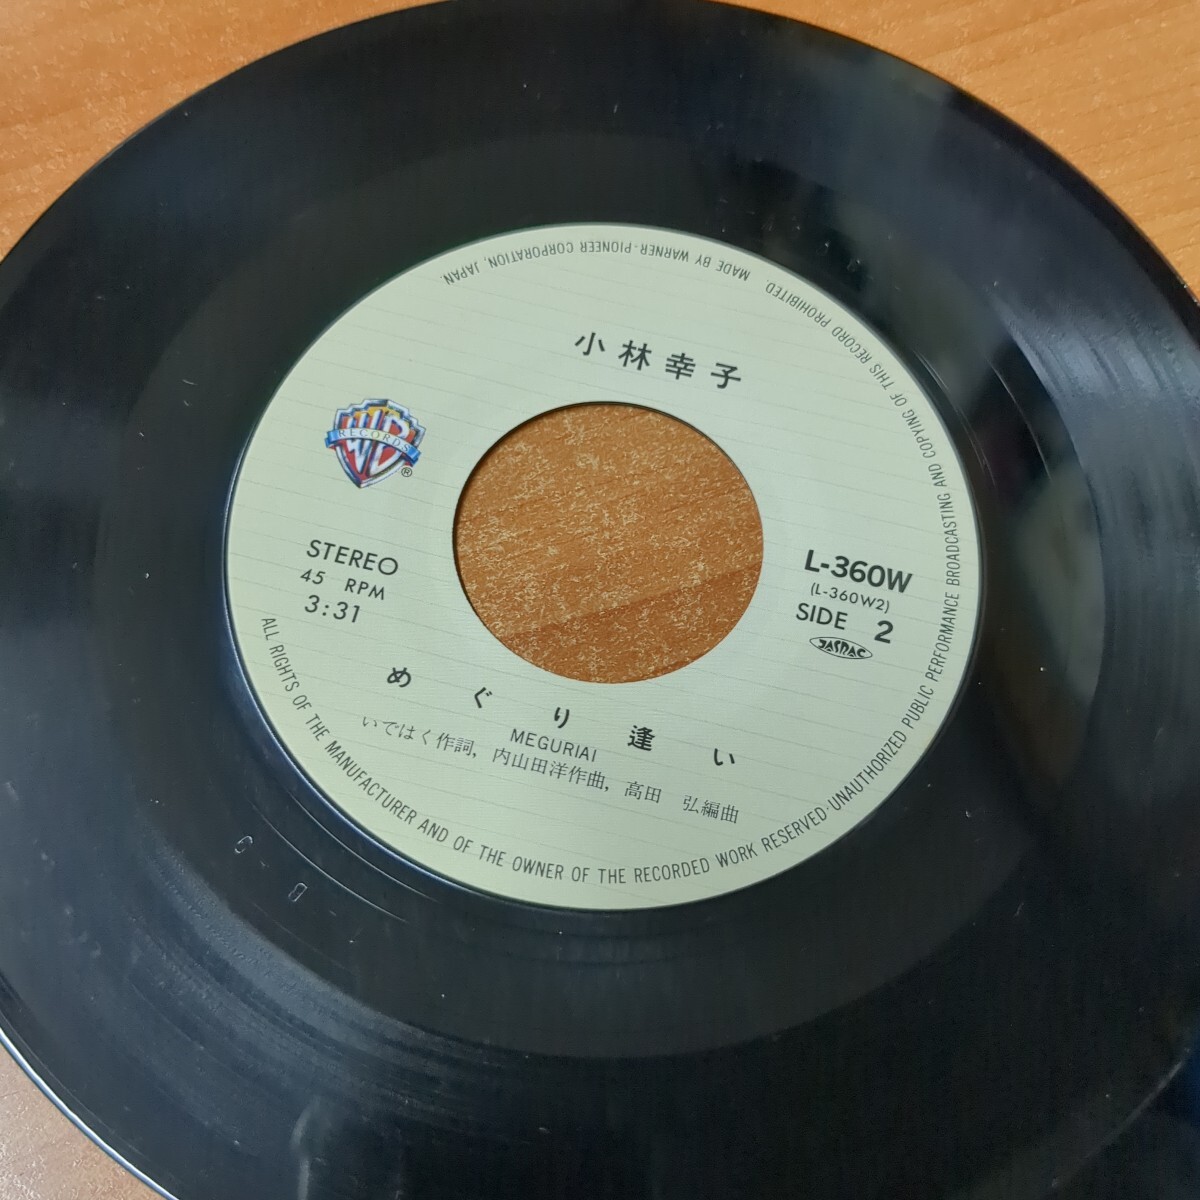 小林幸子
WB RECORDS ®
STEREO
45 RPM
3:31
L-360W
(L-360W2)
SIDE 2
JASRAC
めぐり逢い
MEGURIAI
いではく作詞, 内山田洋作曲, 高田 弘編曲
ALL RIGHTS OF THE MANUFACTURER AND OF THE OWNER OF THE RECORDED WORK RESERVED·UNAUTHORIZED PUBLIC PERFORMANCE BROADCASTING AND COPYING OF THIS RECORD PROHIBITED
MADE BY WARNER-PIONEER CORPORATION, JAPAN.